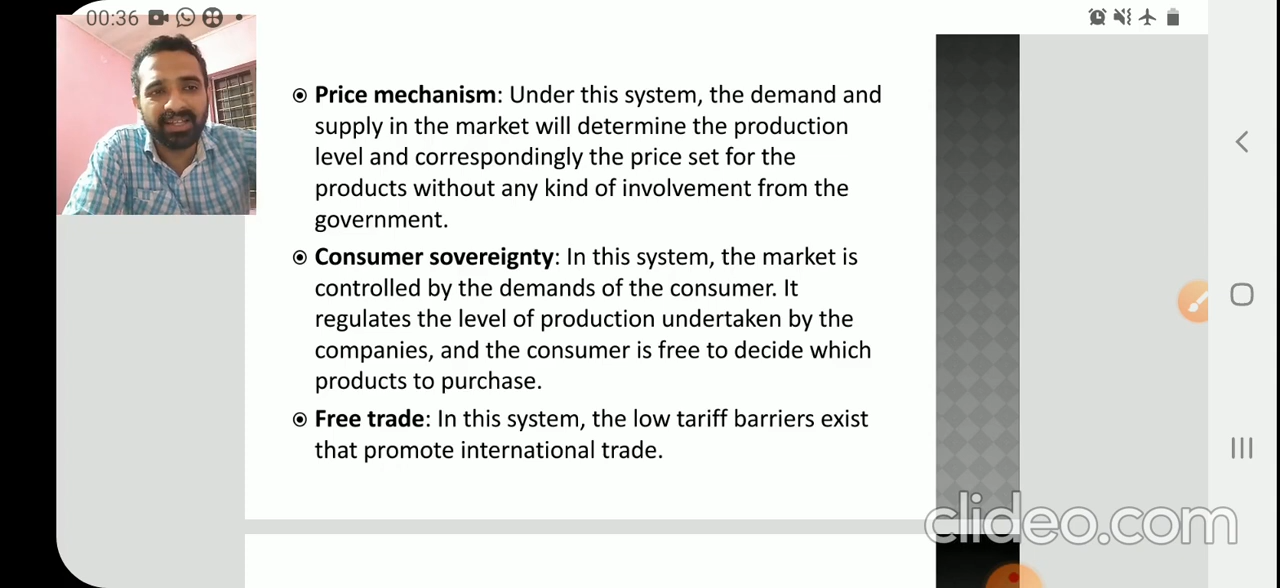 00:36
Price mechanism: Under this system, the demand and
supply in the market will determine the production
level and correspondingly the price set for the
products without any kind of involvement from the
government.
Consumer sovereignty: In this system, the market is
controlled by the demands of the consumer. It
regulates the level of production undertaken by the
companies, and the consumer is free to decide which
products to purchase.
Free trade: In this system, the low tariff barriers exist
that promote international trade.
clideo.com